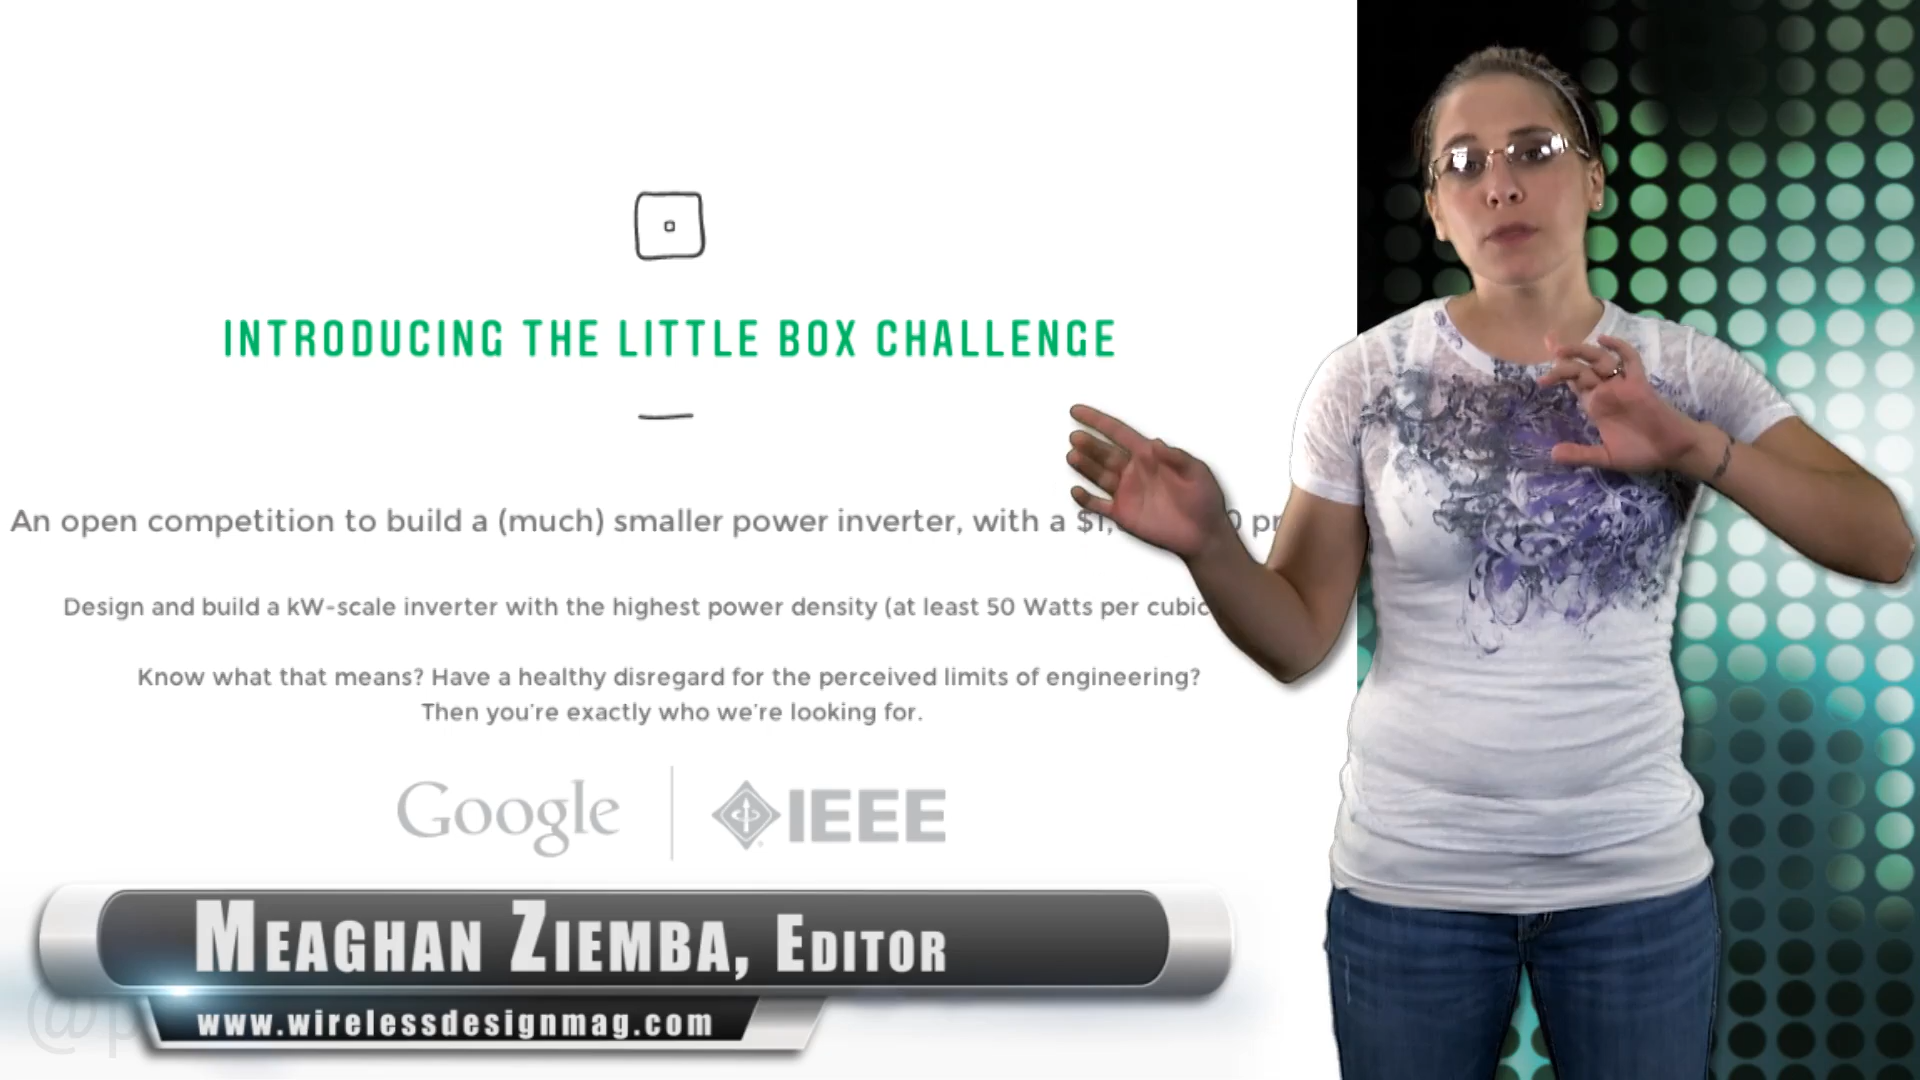 INTRODUCING THE LITTLE BOX CHALLENGE
An open competition to build a (much) smaller power inverter, with a
Design and build a kW-scale inverter with the highest power density (at least 50 Watts per cubic
Know what that means? Have a healthy disregard for the perceived limits of engineering?
Then you're exactly who we're looking for.
Google IEEE
MEAGHAN ZIEMBA, EDITOR
www.wirelessdesignmag.com